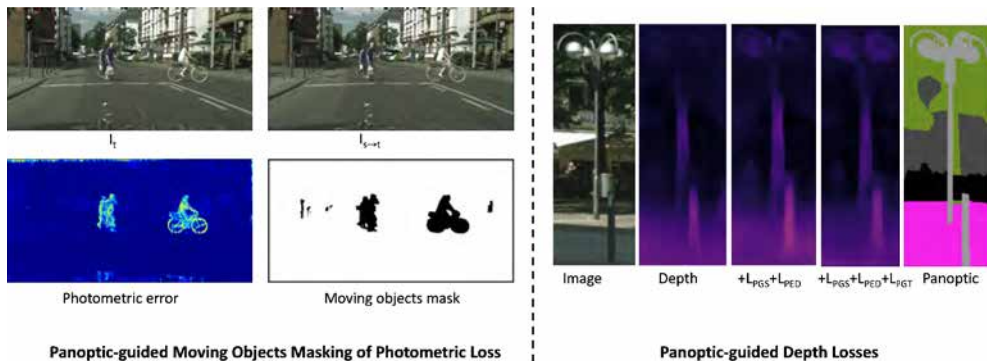 I_t
I_s→t
Photometric error
Moving objects mask
Panoptic-guided Moving Objects Masking of Photometric Loss
Image
Depth
+L_PGS+L_PED
+L_PGS+L_PED+L_PGT
Panoptic
Panoptic-guided Depth Losses